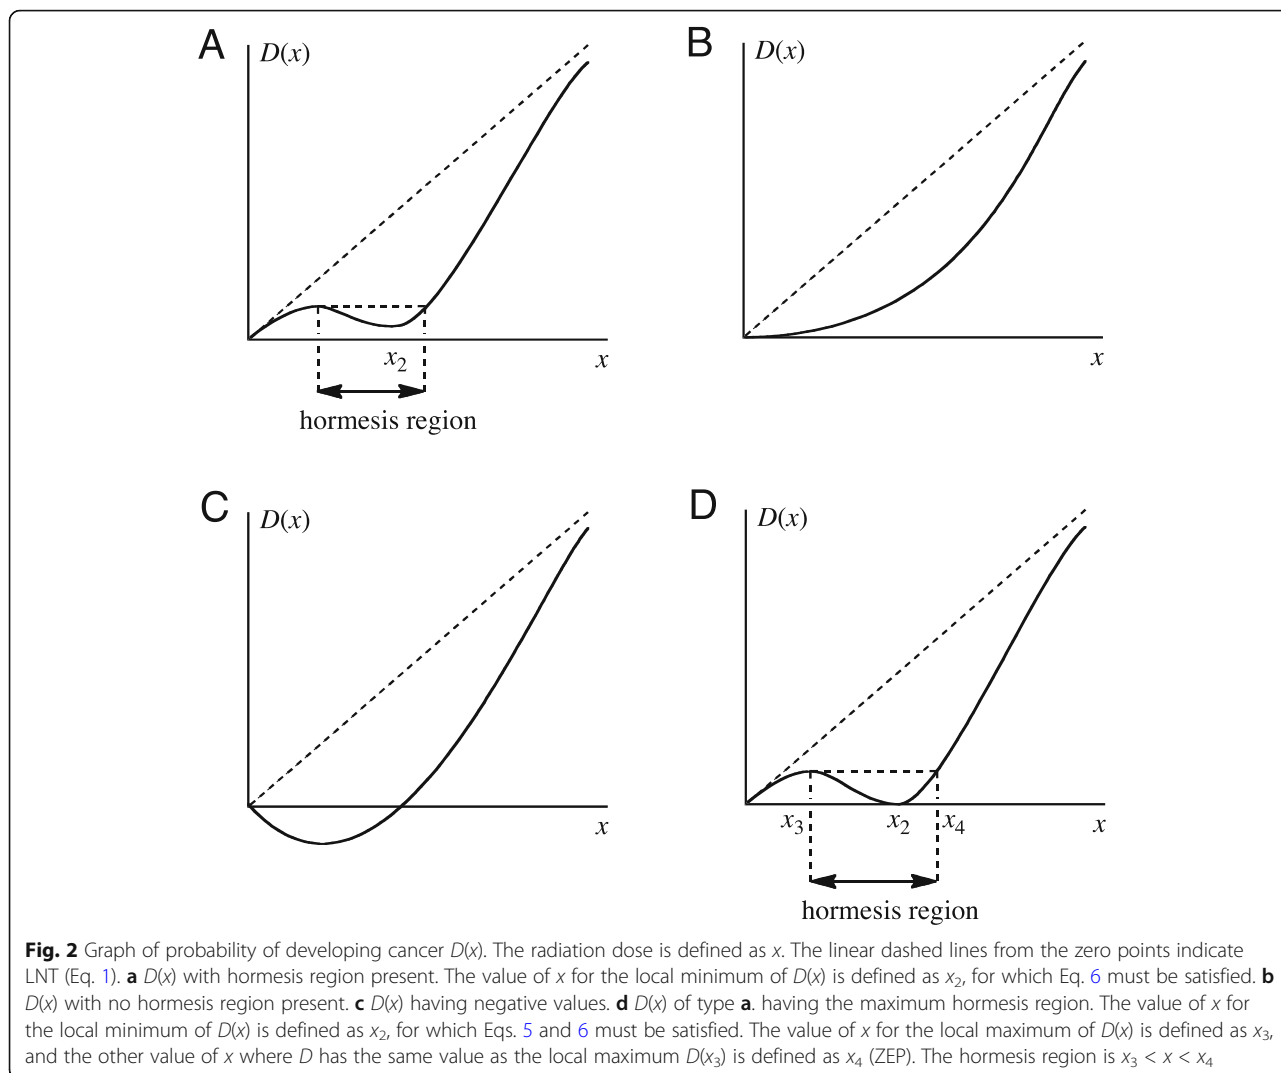 A
D(x)
x₂
x
hormesis region
B
D(x)
x
C
D(x)
x
D
D(x)
x₃
x₂
x₄
x
hormesis region
Fig. 2 Graph of probability of developing cancer D(x). The radiation dose is defined as x. The linear dashed lines from the zero points indicate
LNT (Eq. 1). a D(x) with hormesis region present. The value of x for the local minimum of D(x) is defined as x₂, for which Eq. 6 must be satisfied. b
D(x) with no hormesis region present. c D(x) having negative values. d D(x) of type a. having the maximum hormesis region. The value of x for
the local minimum of D(x) is defined as x₂, for which Eqs. 5 and 6 must be satisfied. The value of x for the local maximum of D(x) is defined as x₃,
and the other value of x where D has the same value as the local maximum D(x₃) is defined as x₄ (ZEP). The hormesis region is x₃ < x < x₄